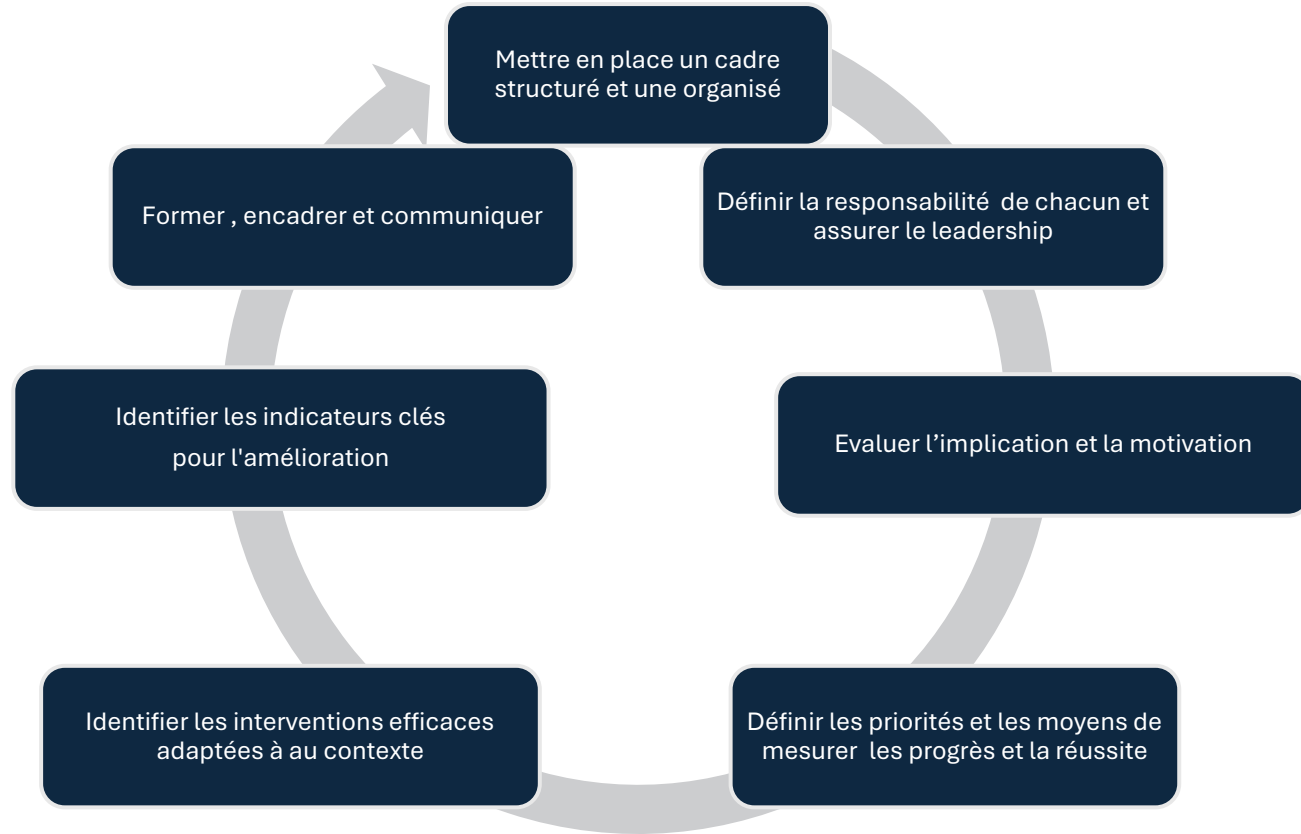 Mettre en place un cadre
structuré et une organisé
Définir la responsabilité de chacun et
assurer le leadership
Evaluer l’implication et la motivation
Définir les priorités et les moyens de
mesurer les progrès et la réussite
Identifier les interventions efficaces
adaptées à au contexte
Identifier les indicateurs clés
pour l'amélioration
Former , encadrer et communiquer